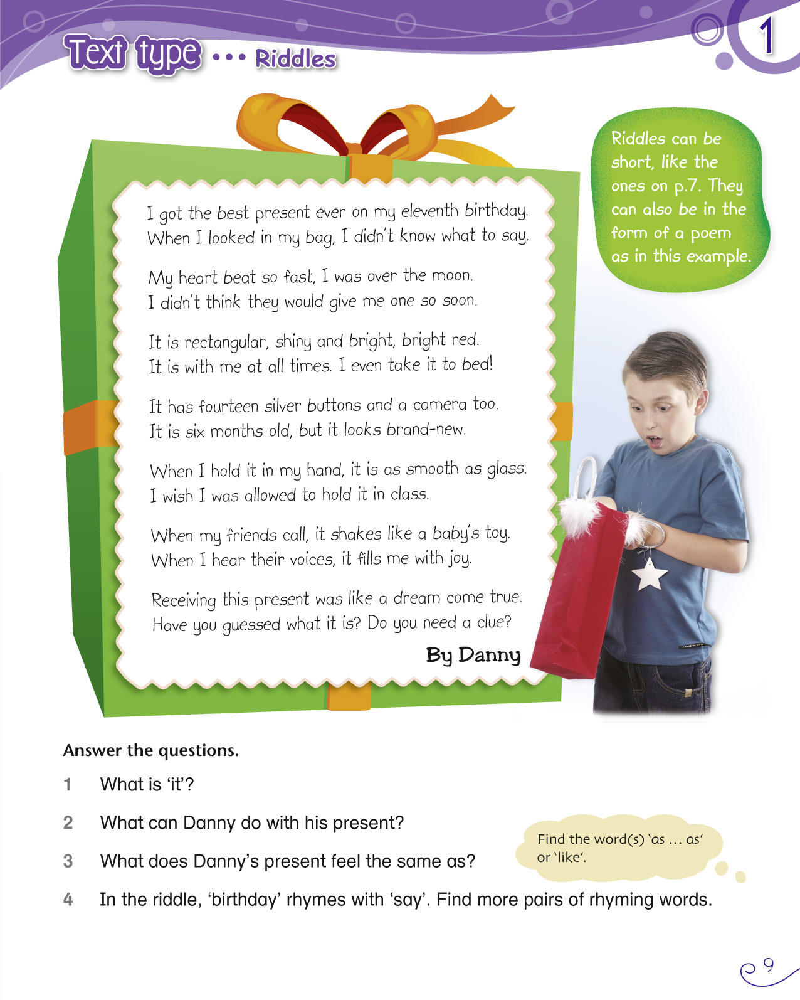 Text type ••• Riddles
1
Riddles can be
short, like the
ones on p.7. They
can also be in the
form of a poem
as in this example.
I got the best present ever on my eleventh birthday.
When I looked in my bag, I didn't know what to say.
My heart beat so fast, I was over the moon.
I didn't think they would give me one so soon.
It is rectangular, shiny and bright, bright red.
It is with me at all times. I even take it to bed!
It has fourteen silver buttons and a camera too.
It is six months old, but it looks brand-new.
When I hold it in my hand, it is as smooth as glass.
I wish I was allowed to hold it in class.
When my friends call, it shakes like a baby's toy.
When I hear their voices, it fills me with joy.
Receiving this present was like a dream come true.
Have you guessed what it is? Do you need a clue?
By Danny
Answer the questions.
1 What is ‘it’?
2 What can Danny do with his present?
3 What does Danny’s present feel the same as?
Find the word(s) ‘as ... as’
or ‘like’.
4 In the riddle, ‘birthday’ rhymes with ‘say’. Find more pairs of rhyming words.
9